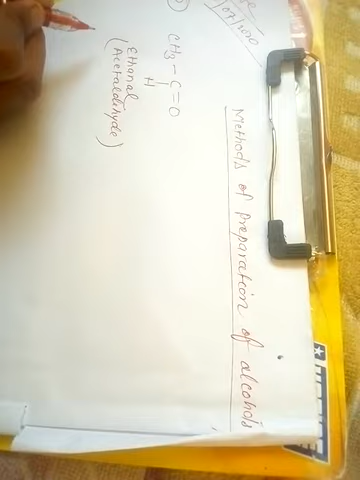 Methods of Preparation of alcohols
CH3 - C = O
H
Ethanal
(Acetaldehyde)